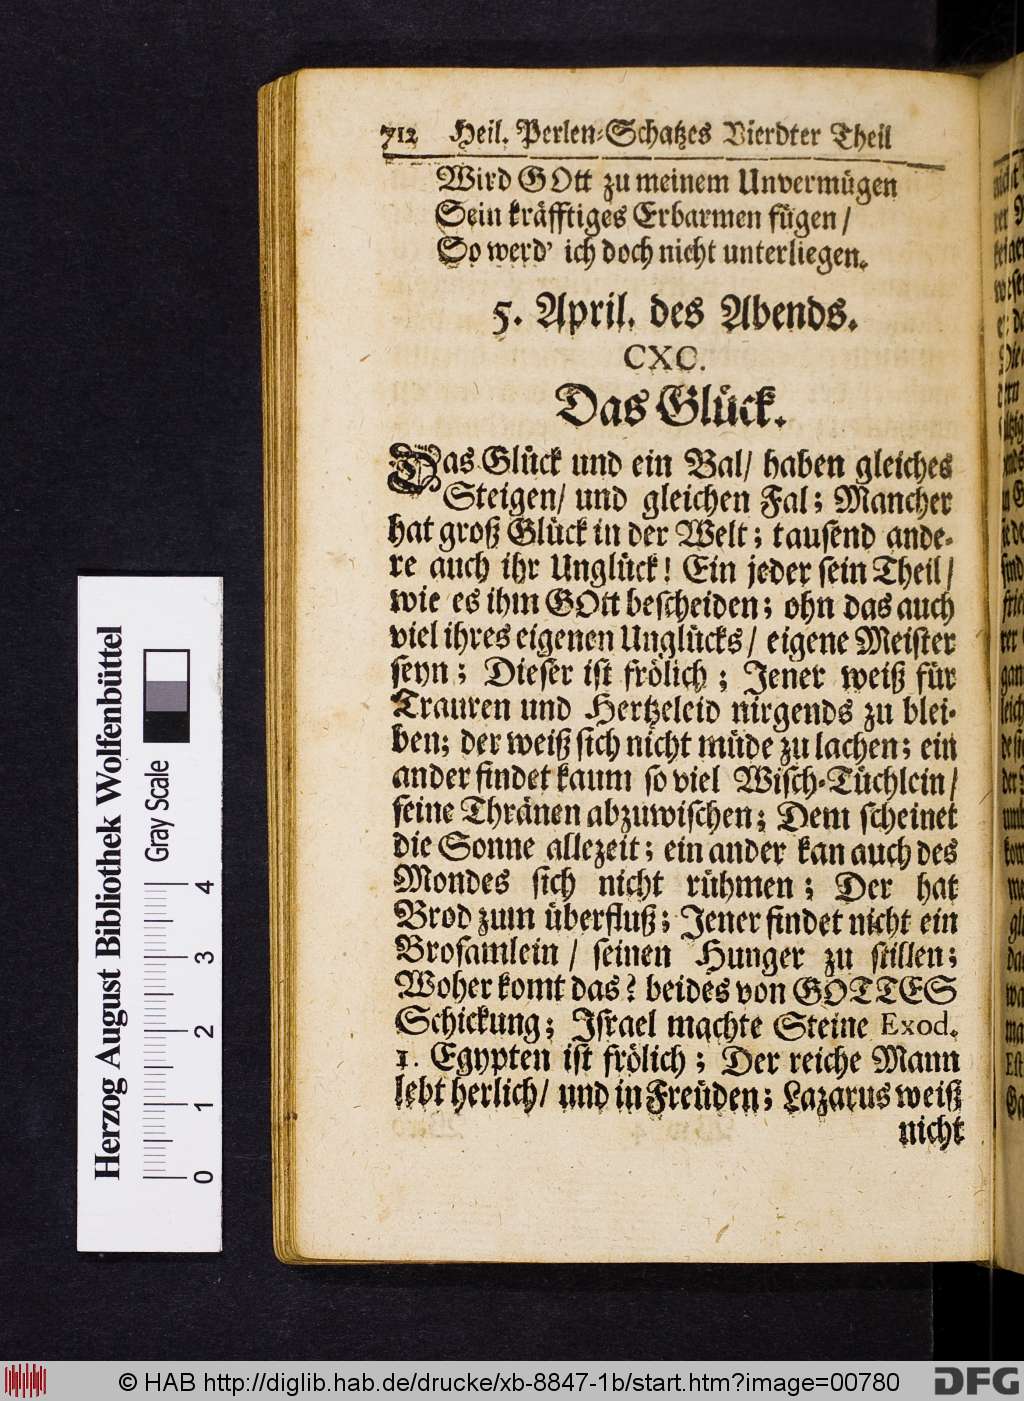 712 Heil. Perlen-Schatzes Vierdter Theil
Wird GOtt zu meinem Unvermügen
Sein kräfftiges Erbarmen fügen/
So werd' ich doch nicht unterliegen.
5. April. des Abends.
CXC.
Das Glück.
Das Glück und ein Bal/ haben gleiches
Steigen/ und gleichen Fal; Mancher
hat groß Glück in der Welt; tausend ande-
re auch ihr Unglück! Ein jeder sein Theil/
wie es ihm GOtt bescheiden; ohn das auch
viel ihres eigenen Unglücks/ eigene Meister
seyn; Dieser ist frölich; Jener weiß für
Trauren und Hertzeleid nirgends zu blei-
ben; der weiß sich nicht müde zu lachen; ein
ander findet kaum so viel Wisch-Tüchlein/
seine Thränen abzuwischen; Dem scheinet
die Sonne allezeit; ein ander kan auch des
Mondes sich nicht rühmen; Der hat
Brod zum überfluß; Jener findet nicht ein
Brosamlein/ seinen Hunger zu stillen;
Woher komt das? beides von GOTTES
Schickung; Israel machte Steine Exod.
1. Egypten ist frölich; Der reiche Mann
lebt herlich/ und in Freüden; Lazarus weiß
nicht
Herzog August Bibliothek Wolfenbüttel
Gray Scale
0 1 2 3 4
© HAB http://diglib.hab.de/drucke/xb-8847-1b/start.htm?image=00780
DFG